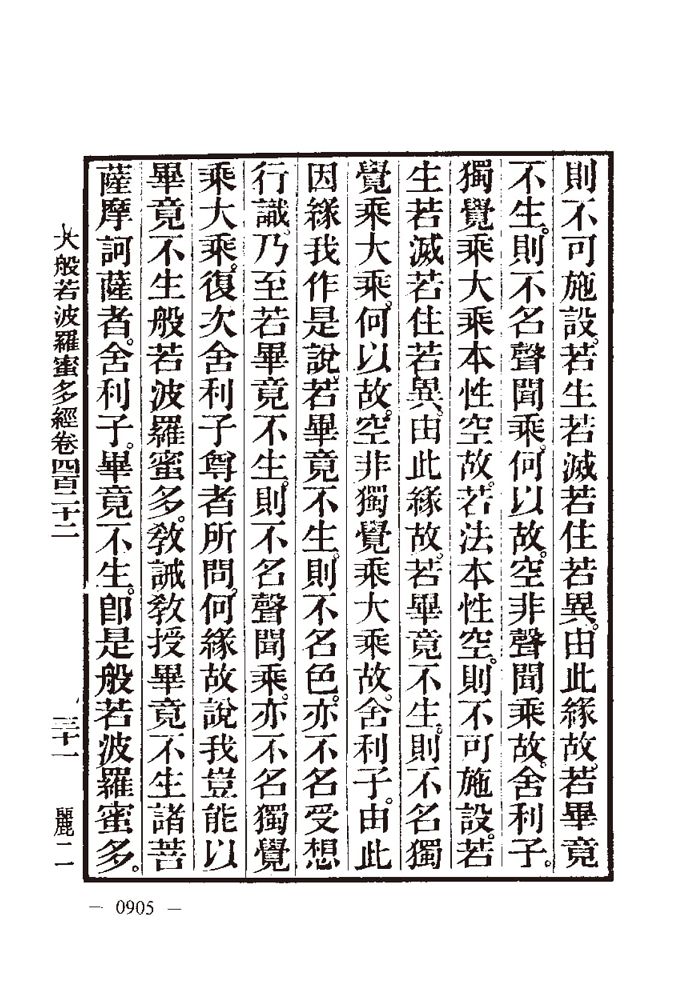 則不可施設。若生若滅若住若異。由此緣故。若畢竟
不生。則不名聲聞乘。何以故。空非聲聞乘故。舍利子。
獨覺乘大乘本性空故。若法本性空。則不可施設。若
生若滅若住若異。由此緣故。若畢竟不生。則不名獨
覺乘大乘。何以故。空非獨覺乘大乘故。舍利子。由此
因緣我作是說。若畢竟不生。則不名色。亦不名受想
行識。乃至若畢竟不生。則不名聲聞乘。亦不名獨覺
乘大乘。復次舍利子尊者所問。何緣故說我豈能以
畢竟不生般若波羅蜜多。教誡教授畢竟不生諸菩
薩摩訶薩者。舍利子。畢竟不生。卽是般若波羅蜜多。
大般若波羅蜜多經卷四百二十二
三十一
麗二
— 0905 —